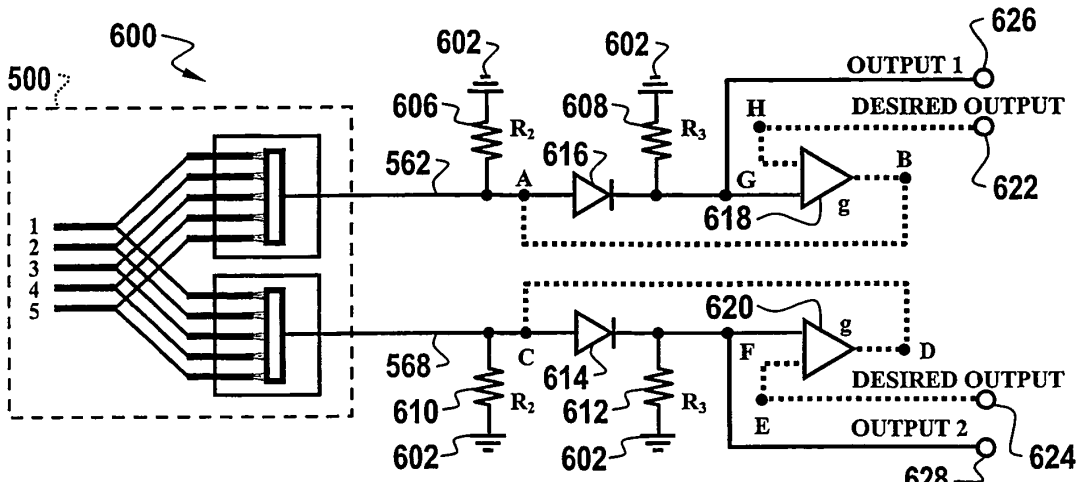 626
600
602
602
OUTPUT 1
500
606
608
H
DESIRED OUTPUT
R2
R3
562
616
A
G
B
622
618
g
1
2
3
4
5
620
g
568
C
614
F
D
DESIRED OUTPUT
610
R2
612
R3
E
602
602
OUTPUT 2
624
628